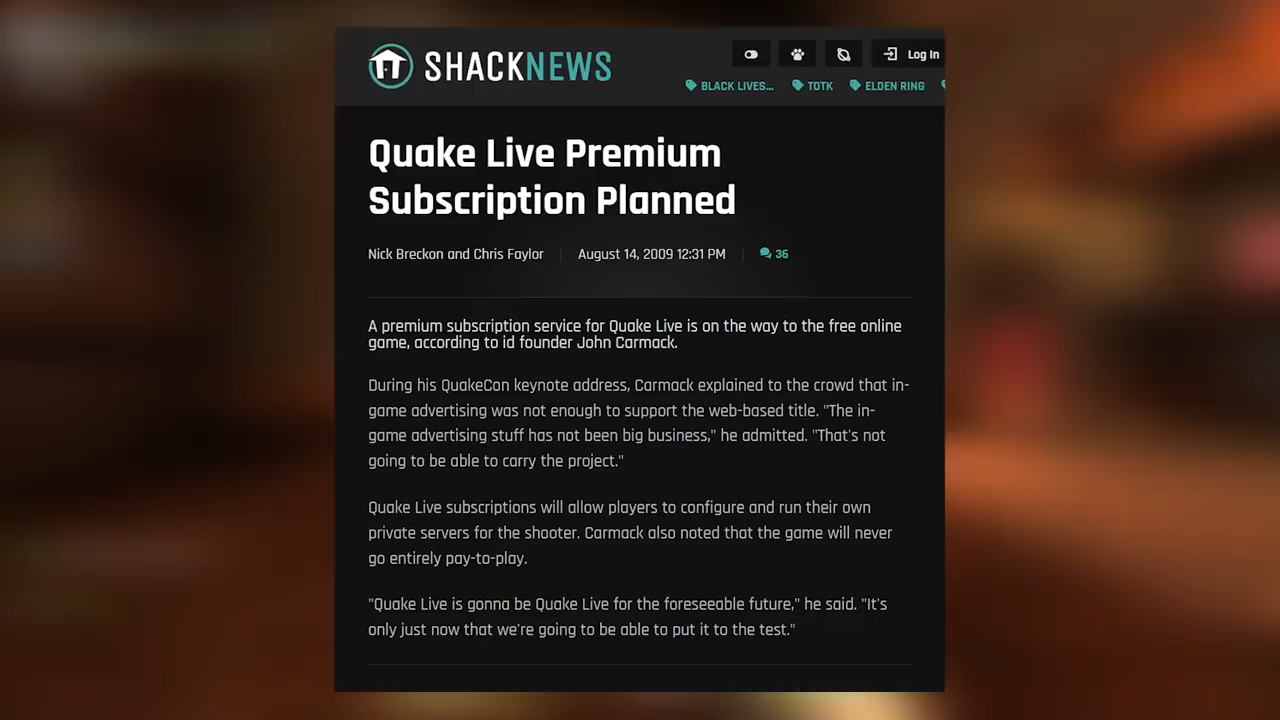 SHACKNEWS
Log In
BLACK LIVES...
TOTK
ELDEN RING
Quake Live Premium
Subscription Planned
Nick Breckon and Chris Faylor
August 14, 2009 12:31 PM
36
A premium subscription service for Quake Live is on the way to the free online
game, according to id founder John Carmack.
During his QuakeCon keynote address, Carmack explained to the crowd that in-
game advertising was not enough to support the web-based title. "The in-
game advertising stuff has not been big business," he admitted. "That's not
going to be able to carry the project."
Quake Live subscriptions will allow players to configure and run their own
private servers for the shooter. Carmack also noted that the game will never
go entirely pay-to-play.
"Quake Live is gonna be Quake Live for the foreseeable future," he said. "It's
only just now that we're going to be able to put it to the test."